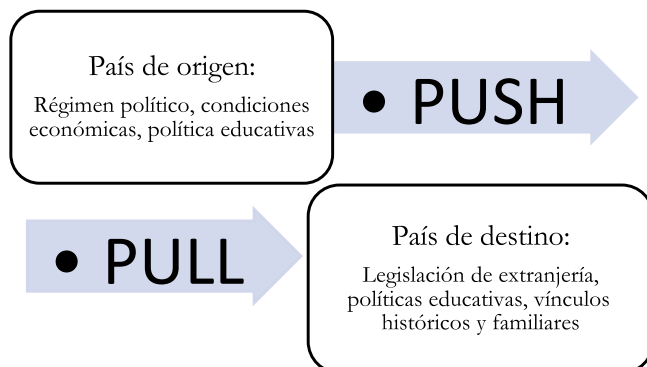 País de origen:
Régimen político, condiciones
económicas, política educativas
• PUSH
• PULL
País de destino:
Legislación de extranjería,
políticas educativas, vínculos
históricos y familiares